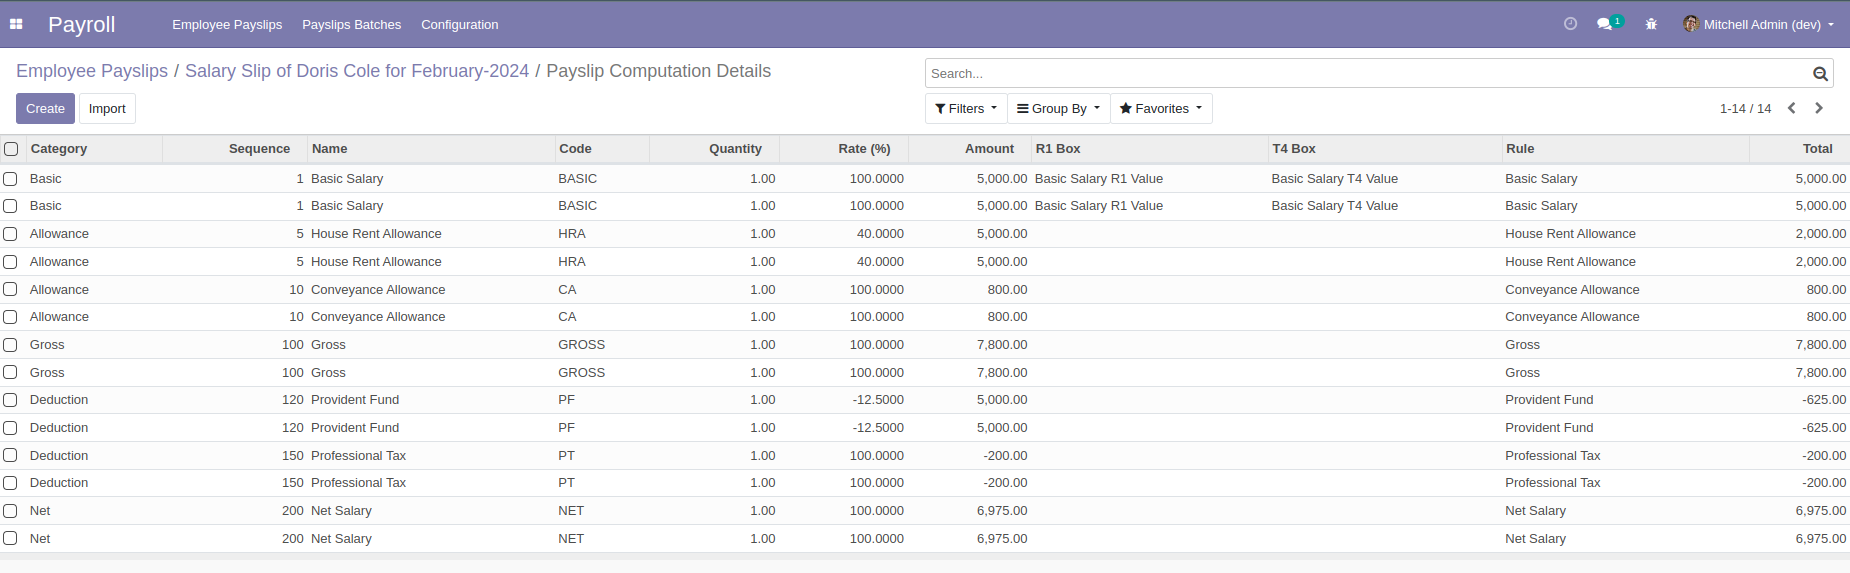 Payroll Employee Payslips Payslips Batches Configuration 1 Mitchell Admin (dev)
Employee Payslips / Salary Slip of Doris Cole for February-2024 / Payslip Computation Details
Search...
Create Import Filters Group By Favorites 1-14 / 14
Category Sequence Name Code Quantity Rate (%) Amount R1 Box T4 Box Rule Total
Basic 1 Basic Salary BASIC 1.00 100.0000 5,000.00 Basic Salary R1 Value Basic Salary T4 Value Basic Salary 5,000.00
Basic 1 Basic Salary BASIC 1.00 100.0000 5,000.00 Basic Salary R1 Value Basic Salary T4 Value Basic Salary 5,000.00
Allowance 5 House Rent Allowance HRA 1.00 40.0000 5,000.00 House Rent Allowance 2,000.00
Allowance 5 House Rent Allowance HRA 1.00 40.0000 5,000.00 House Rent Allowance 2,000.00
Allowance 10 Conveyance Allowance CA 1.00 100.0000 800.00 Conveyance Allowance 800.00
Allowance 10 Conveyance Allowance CA 1.00 100.0000 800.00 Conveyance Allowance 800.00
Gross 100 Gross GROSS 1.00 100.0000 7,800.00 Gross 7,800.00
Gross 100 Gross GROSS 1.00 100.0000 7,800.00 Gross 7,800.00
Deduction 120 Provident Fund PF 1.00 -12.5000 5,000.00 Provident Fund -625.00
Deduction 120 Provident Fund PF 1.00 -12.5000 5,000.00 Provident Fund -625.00
Deduction 150 Professional Tax PT 1.00 100.0000 -200.00 Professional Tax -200.00
Deduction 150 Professional Tax PT 1.00 100.0000 -200.00 Professional Tax -200.00
Net 200 Net Salary NET 1.00 100.0000 6,975.00 Net Salary 6,975.00
Net 200 Net Salary NET 1.00 100.0000 6,975.00 Net Salary 6,975.00